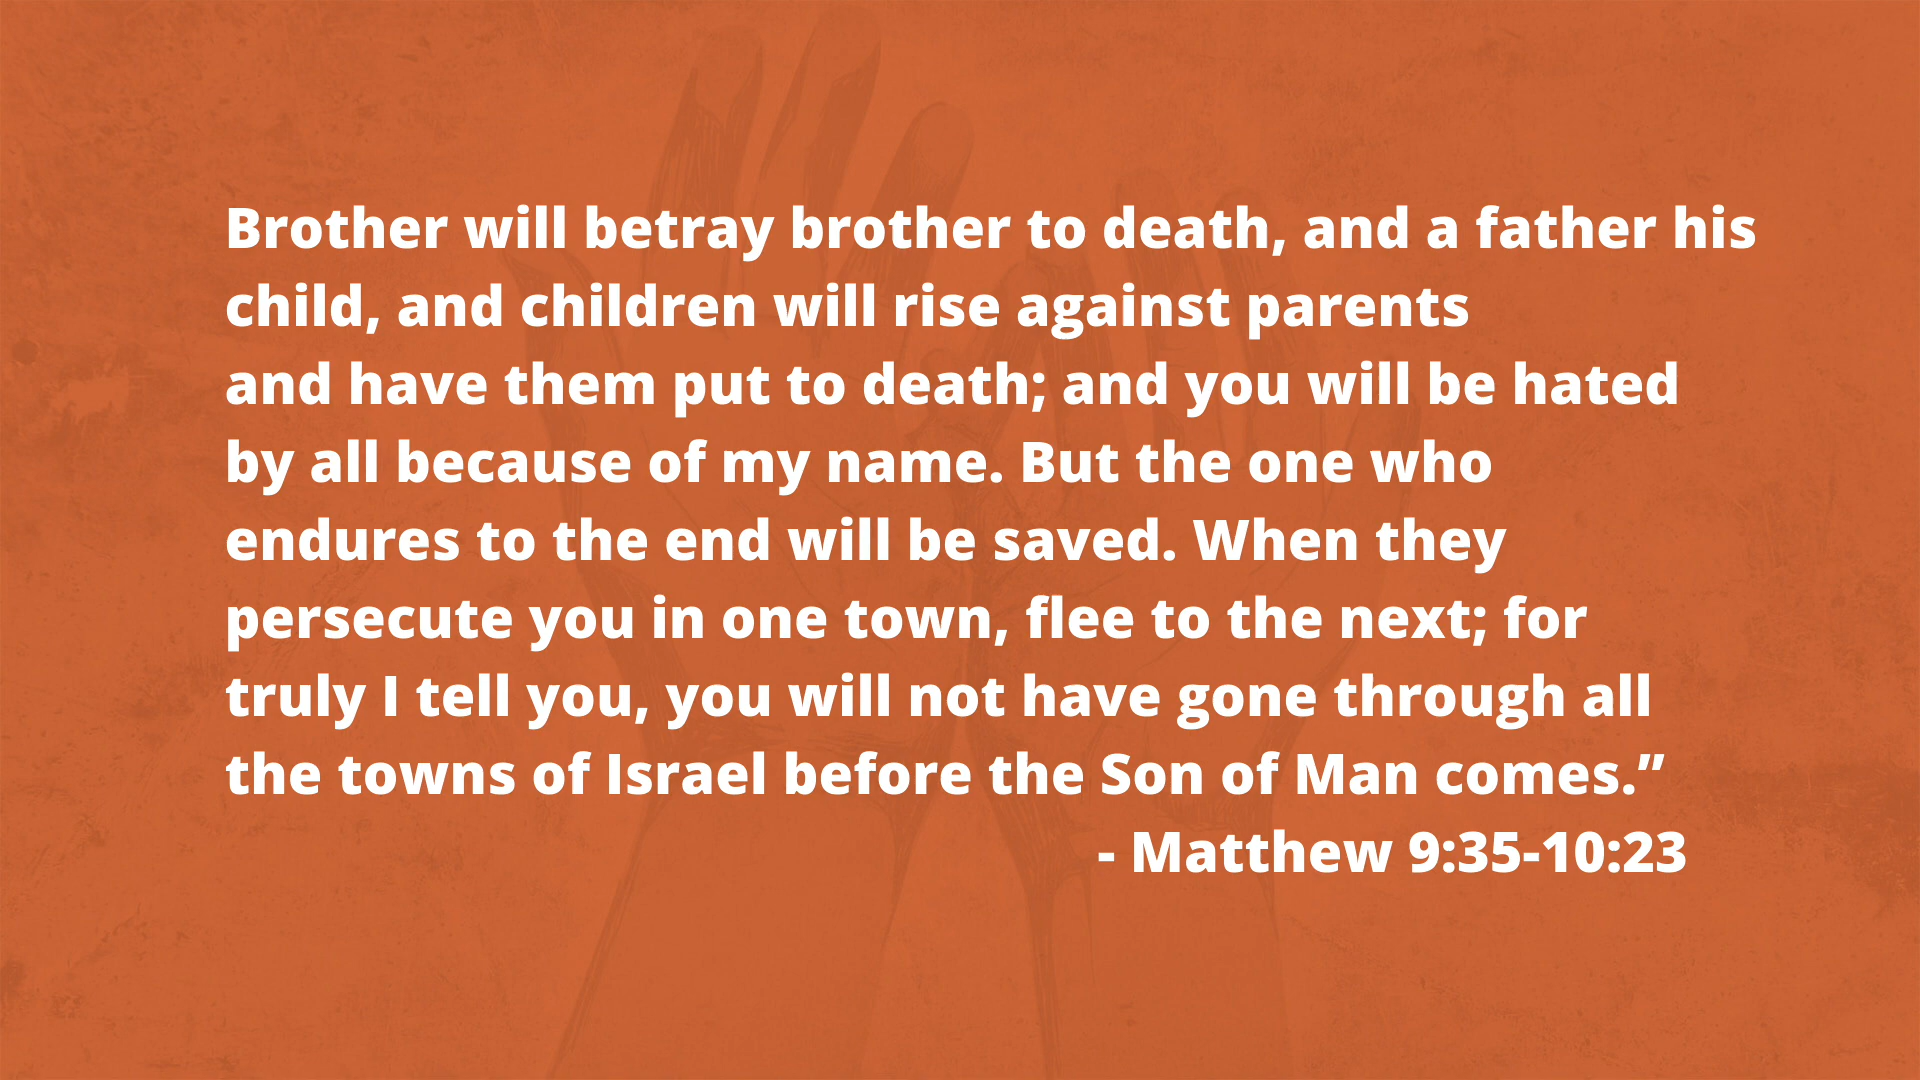 Brother will betray brother to death, and a father his
child, and children will rise against parents
and have them put to death; and you will be hated
by all because of my name. But the one who
endures to the end will be saved. When they
persecute you in one town, flee to the next; for
truly I tell you, you will not have gone through all
the towns of Israel before the Son of Man comes.”
- Matthew 9:35-10:23